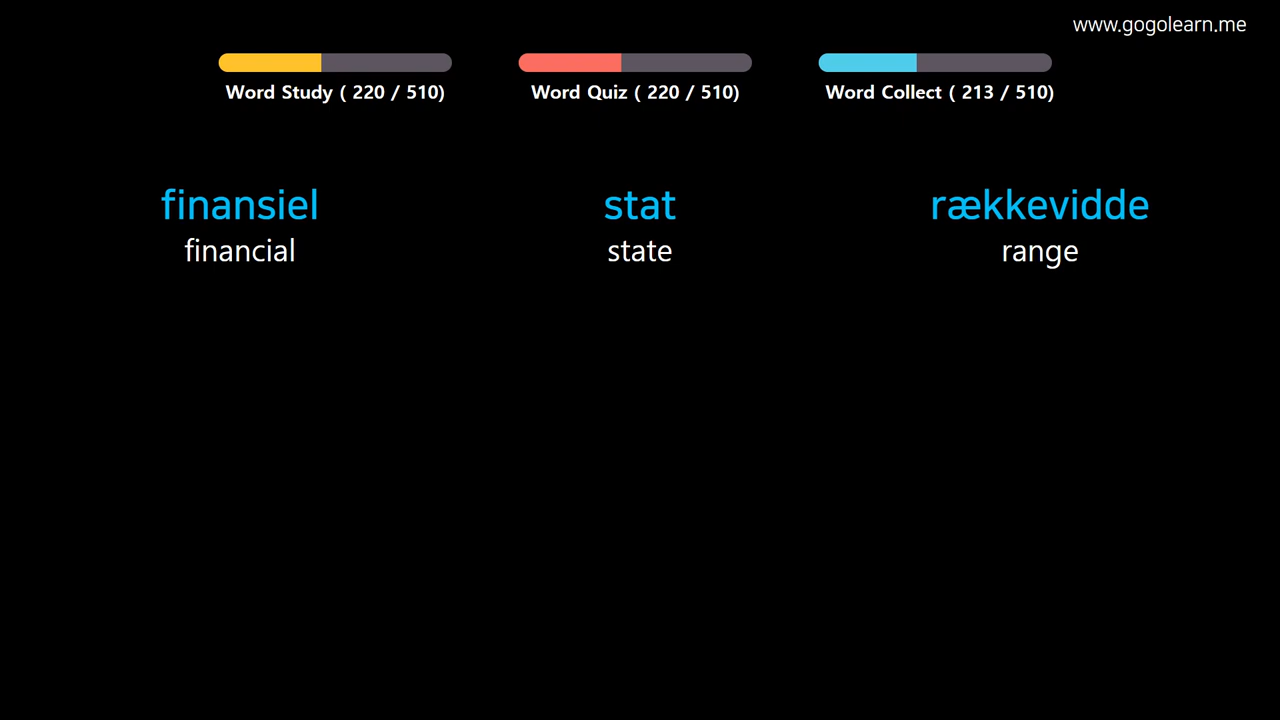 www.gogolearn.me
Word Study ( 220 / 510)
Word Quiz ( 220 / 510)
Word Collect ( 213 / 510)
finansiel
financial
stat
state
rækkevidde
range